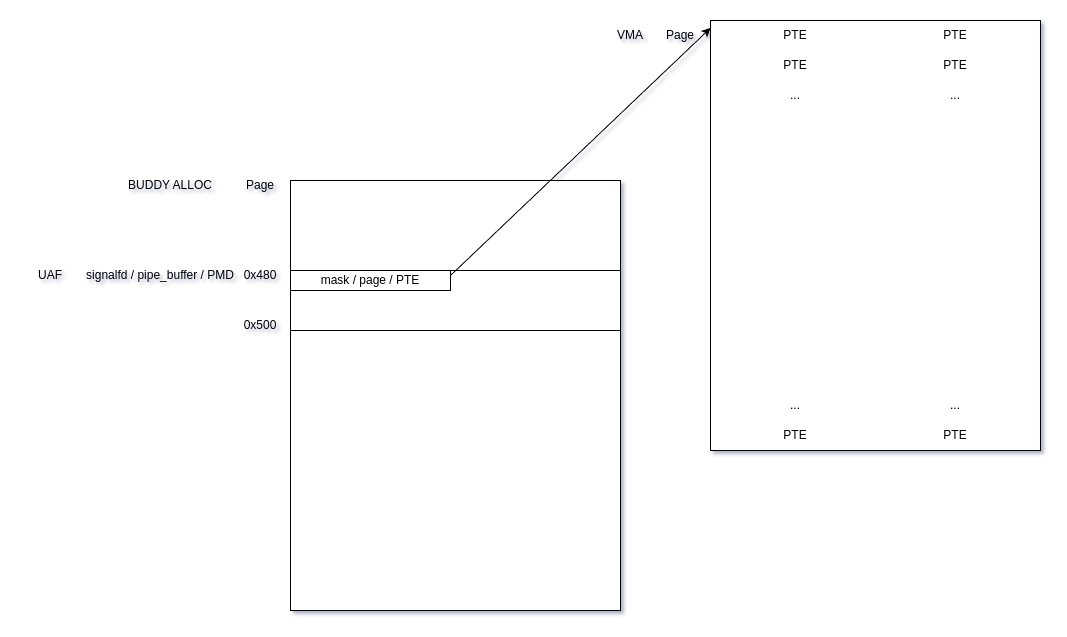 VMA Page PTE PTE
PTE PTE
... ...
BUDDY ALLOC Page
UAF signalfd / pipe_buffer / PMD 0x480 mask / page / PTE
0x500
... ...
PTE PTE